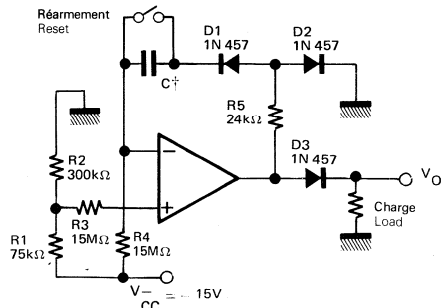 Réarmement
Reset
D1
1N 457
D2
1N 457
C†
R5
24kΩ
D3
1N 457
R2
300kΩ
R3
15MΩ
R4
15MΩ
R1
75kΩ
−
+
VO
Charge
Load
V−CC = - 15V